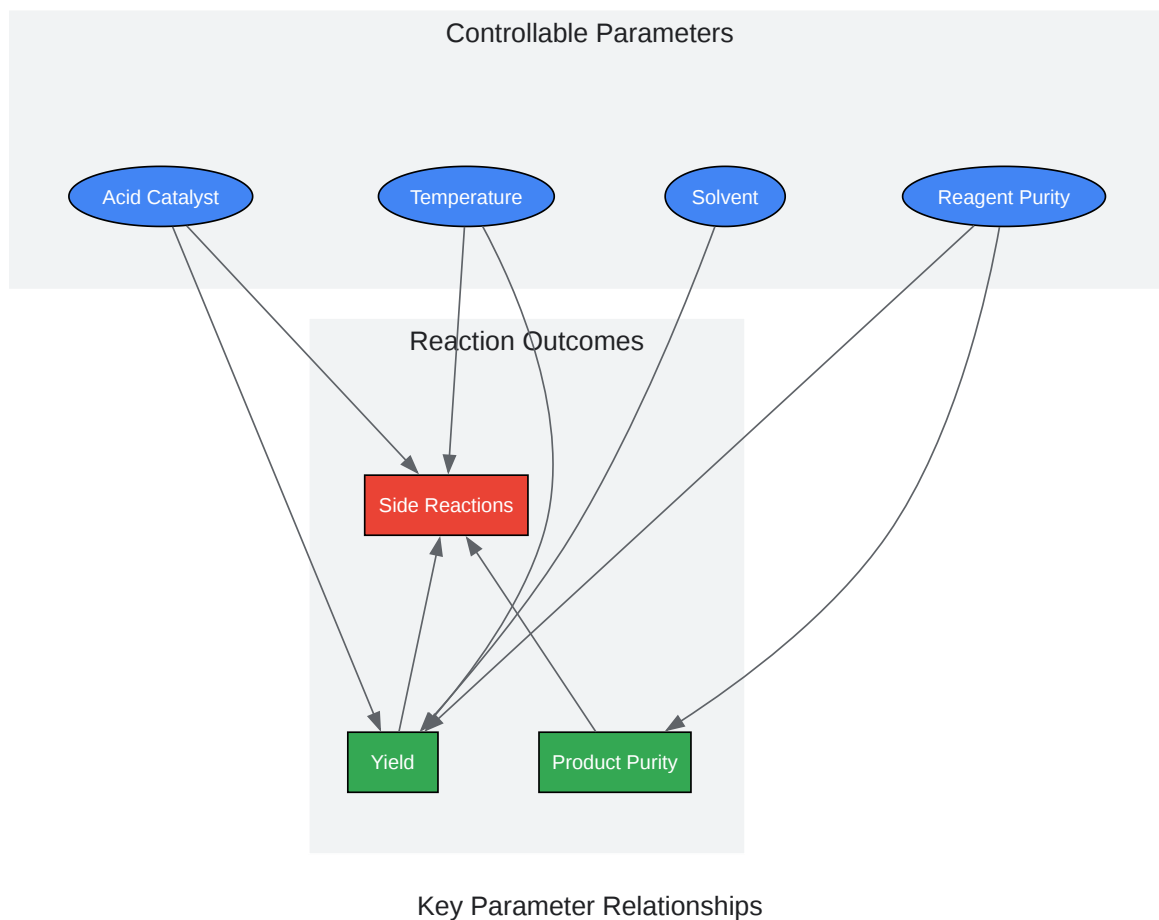 Controllable Parameters
Acid Catalyst
Temperature
Solvent
Reagent Purity
Reaction Outcomes
Side Reactions
Yield
Product Purity
Key Parameter Relationships